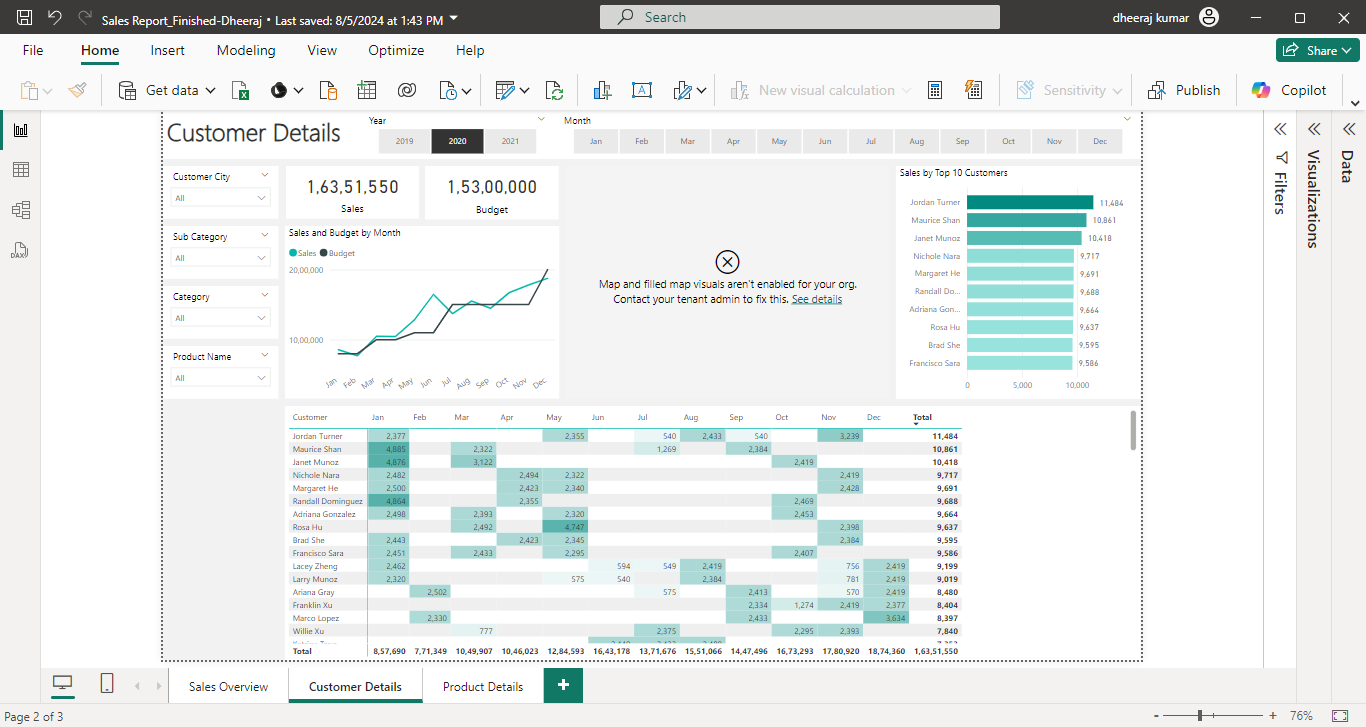 Sales Report_Finished-Dheeraj • Last saved: 8/5/2024 at 1:43 PM
Search
dheeraj kumar
File Home Insert Modeling View Optimize Help
Share
Get data
New visual calculation
Sensitivity
Publish
Copilot
Customer Details
Year
2019 2020 2021
Month
Jan Feb Mar Apr May Jun Jul Aug Sep Oct Nov Dec
Customer City
All
Sub Category
All
Category
All
Product Name
All
1,63,51,550
Sales
1,53,00,000
Budget
Sales and Budget by Month
Sales Budget
20,00,000
10,00,000
Jan Feb Mar Apr May Jun Jul Aug Sep Oct Nov Dec
Map and filled map visuals aren't enabled for your org.
Contact your tenant admin to fix this. See details
Sales by Top 10 Customers
Jordan Turner 11,484
Maurice Shan 10,861
Janet Munoz 10,418
Nichole Nara 9,717
Margaret He 9,691
Randall Do... 9,688
Adriana Gon... 9,664
Rosa Hu 9,637
Brad She 9,595
Francisco Sara 9,586
0 5,000 10,000
Customer Jan Feb Mar Apr May Jun Jul Aug Sep Oct Nov Dec Total
Jordan Turner 2,377 2,355 540 2,433 540 3,239 11,484
Maurice Shan 4,885 2,322 1,269 2,384 10,861
Janet Munoz 4,876 3,122 2,419 10,418
Nichole Nara 2,482 2,494 2,322 2,419 9,717
Margaret He 2,500 2,423 2,340 2,428 9,691
Randall Dominguez 4,864 2,355 2,469 9,688
Adriana Gonzalez 2,498 2,393 2,320 2,453 9,664
Rosa Hu 2,492 4,747 2,398 9,637
Brad She 2,443 2,423 2,345 2,384 9,595
Francisco Sara 2,451 2,433 2,295 2,407 9,586
Lacey Zheng 2,462 594 549 2,419 756 2,419 9,199
Larry Munoz 2,320 575 540 2,384 781 2,419 9,019
Ariana Gray 2,502 575 2,413 570 2,419 8,480
Franklin Xu 2,334 1,274 2,419 2,377 8,404
Marco Lopez 2,330 2,433 3,634 8,397
Willie Xu 777 2,375 2,295 2,393 7,840
Total 8,57,690 7,71,349 10,49,907 10,46,023 12,84,593 16,43,178 13,71,676 15,51,066 14,47,496 16,73,293 17,80,920 18,74,360 1,63,51,550
Filters
Visualizations
Data
DAX
Sales Overview Customer Details Product Details +
Page 2 of 3
- + 76%